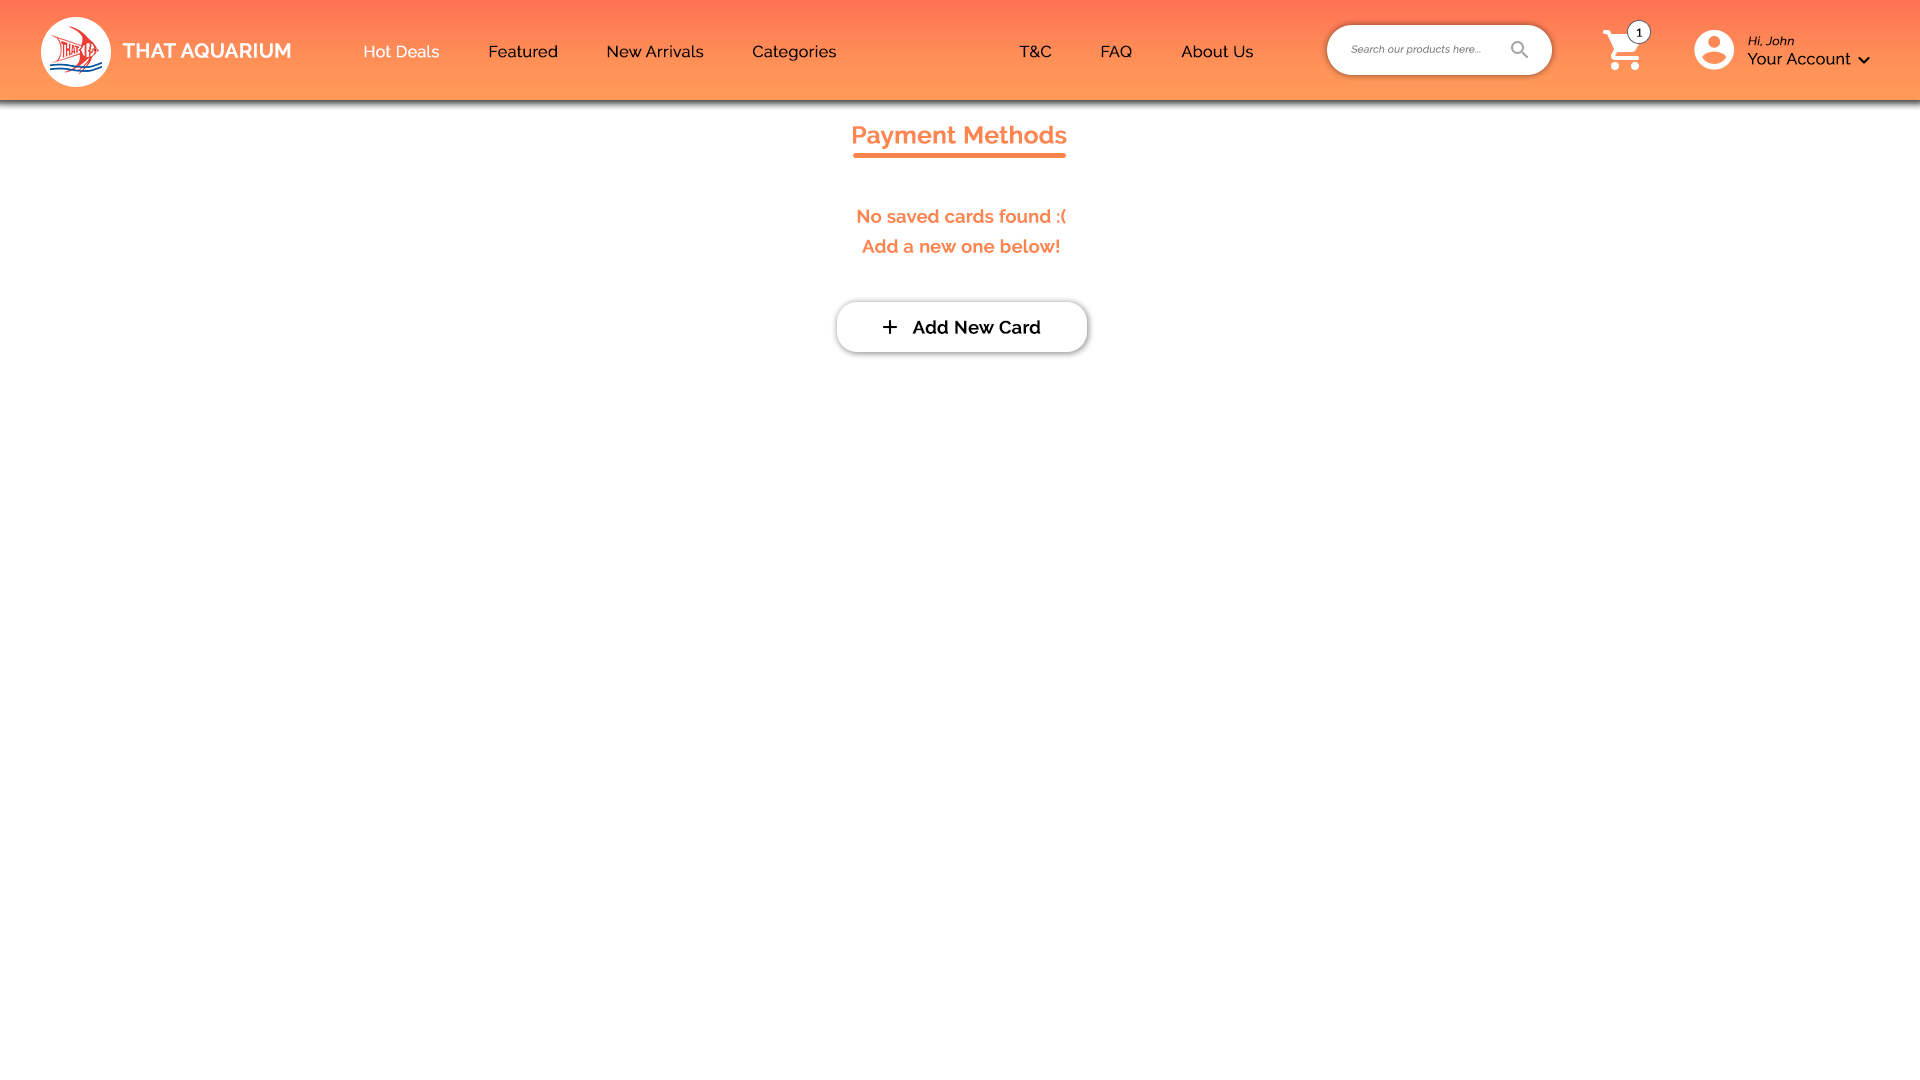 THAT
THAT AQUARIUM
Hot Deals
Featured
New Arrivals
Categories
T&C
FAQ
About Us
Search our products here...
1
Hi, John
Your Account
Payment Methods
No saved cards found :(
Add a new one below!
Add New Card